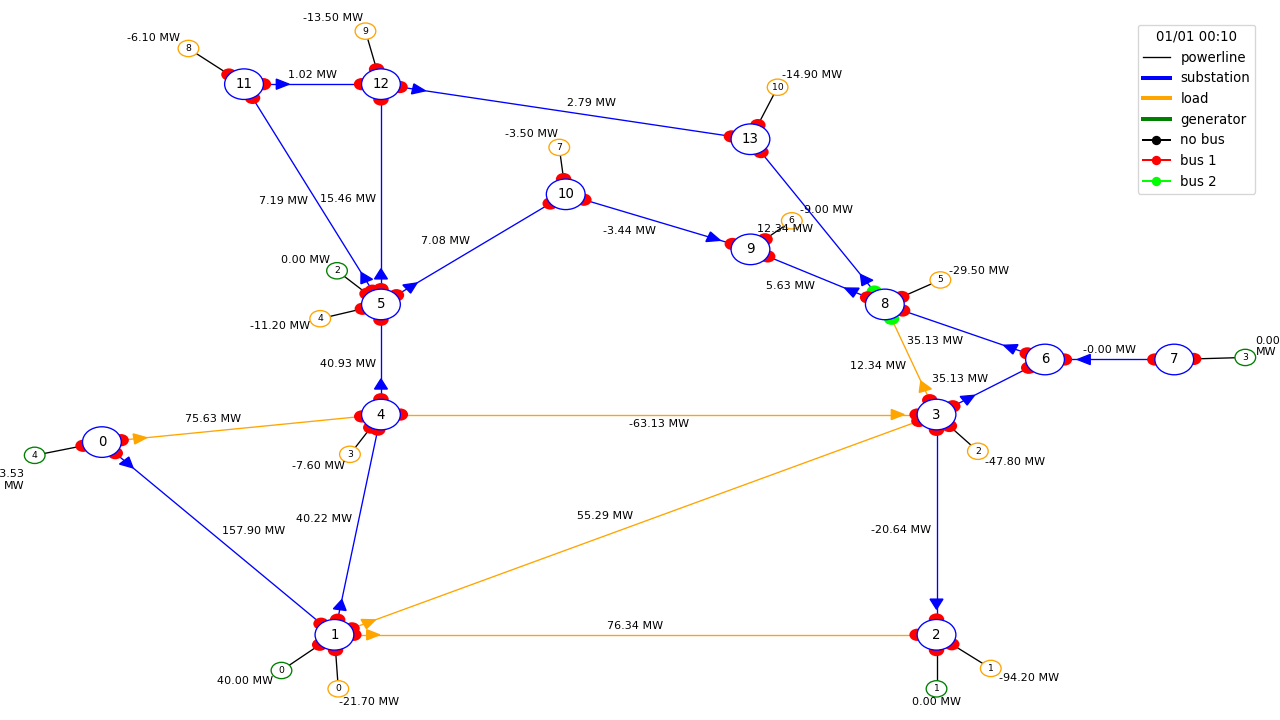 -13.50 MW
9
01/01 00:10
-6.10 MW
8
powerline
substation
load
generator
no bus
bus 1
bus 2
11
1.02 MW
12
-14.90 MW
10
2.79 MW
13
-3.50 MW
7
10
7.19 MW
15.46 MW
-9.00 MW
6
12.34 MW
-3.44 MW
7.08 MW
9
0.00 MW
2
5.63 MW
-29.50 MW
5
5
8
-11.20 MW
4
35.13 MW
0.00
MW
3
-0.00 MW
6
7
40.93 MW
12.34 MW
35.13 MW
75.63 MW
4
-63.13 MW
3
0
4
3.53
MW
-7.60 MW
3
2
-47.80 MW
55.29 MW
40.22 MW
157.90 MW
-20.64 MW
76.34 MW
1
2
40.00 MW
0
0
-21.70 MW
1
0.00 MW
1
-94.20 MW